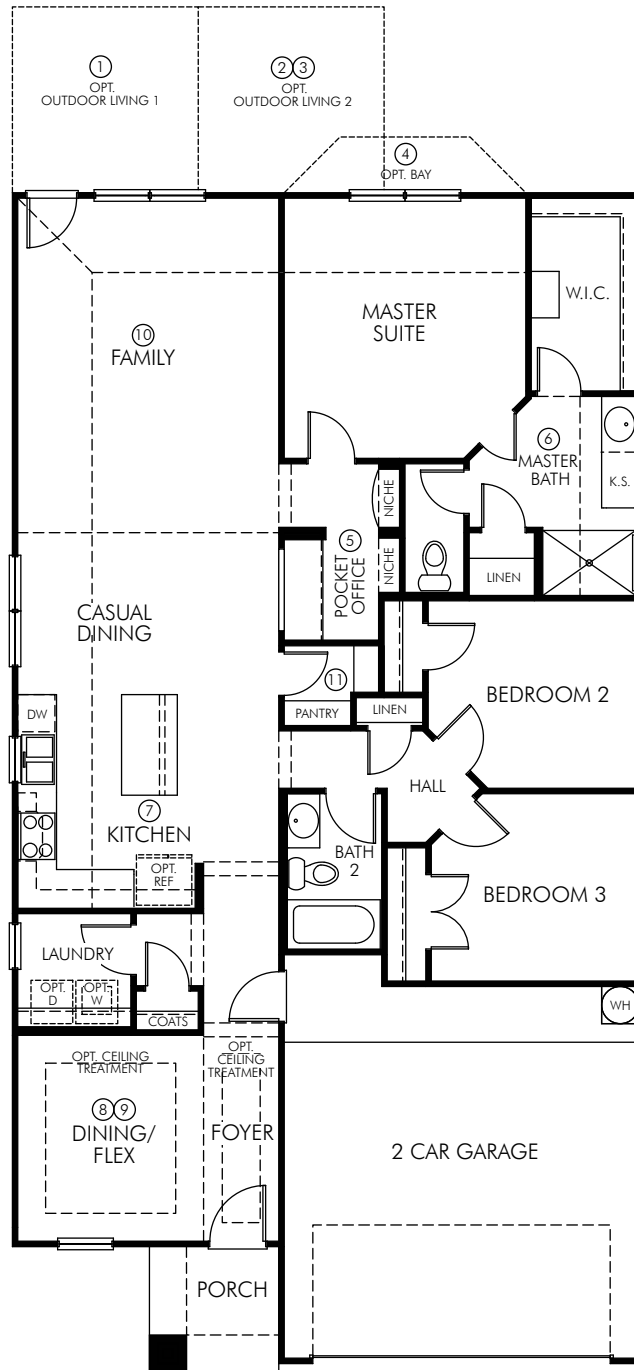 1
OPT.
OUTDOOR LIVING 1
2 3
OPT.
OUTDOOR LIVING 2
4
OPT. BAY
10
FAMILY
MASTER
SUITE
W.I.C.
6
MASTER
BATH
K.S.
NICHE
NICHE
5
POCKET
OFFICE
LINEN
CASUAL
DINING
11
PANTRY
LINEN
BEDROOM 2
DW
HALL
7
KITCHEN
OPT.
REF
BATH
2
BEDROOM 3
LAUNDRY
OPT.
D
OPT.
W
COATS
WH
OPT. CEILING
TREATMENT
OPT.
CEILING
TREATMENT
8 9
DINING/
FLEX
FOYER
2 CAR GARAGE
PORCH